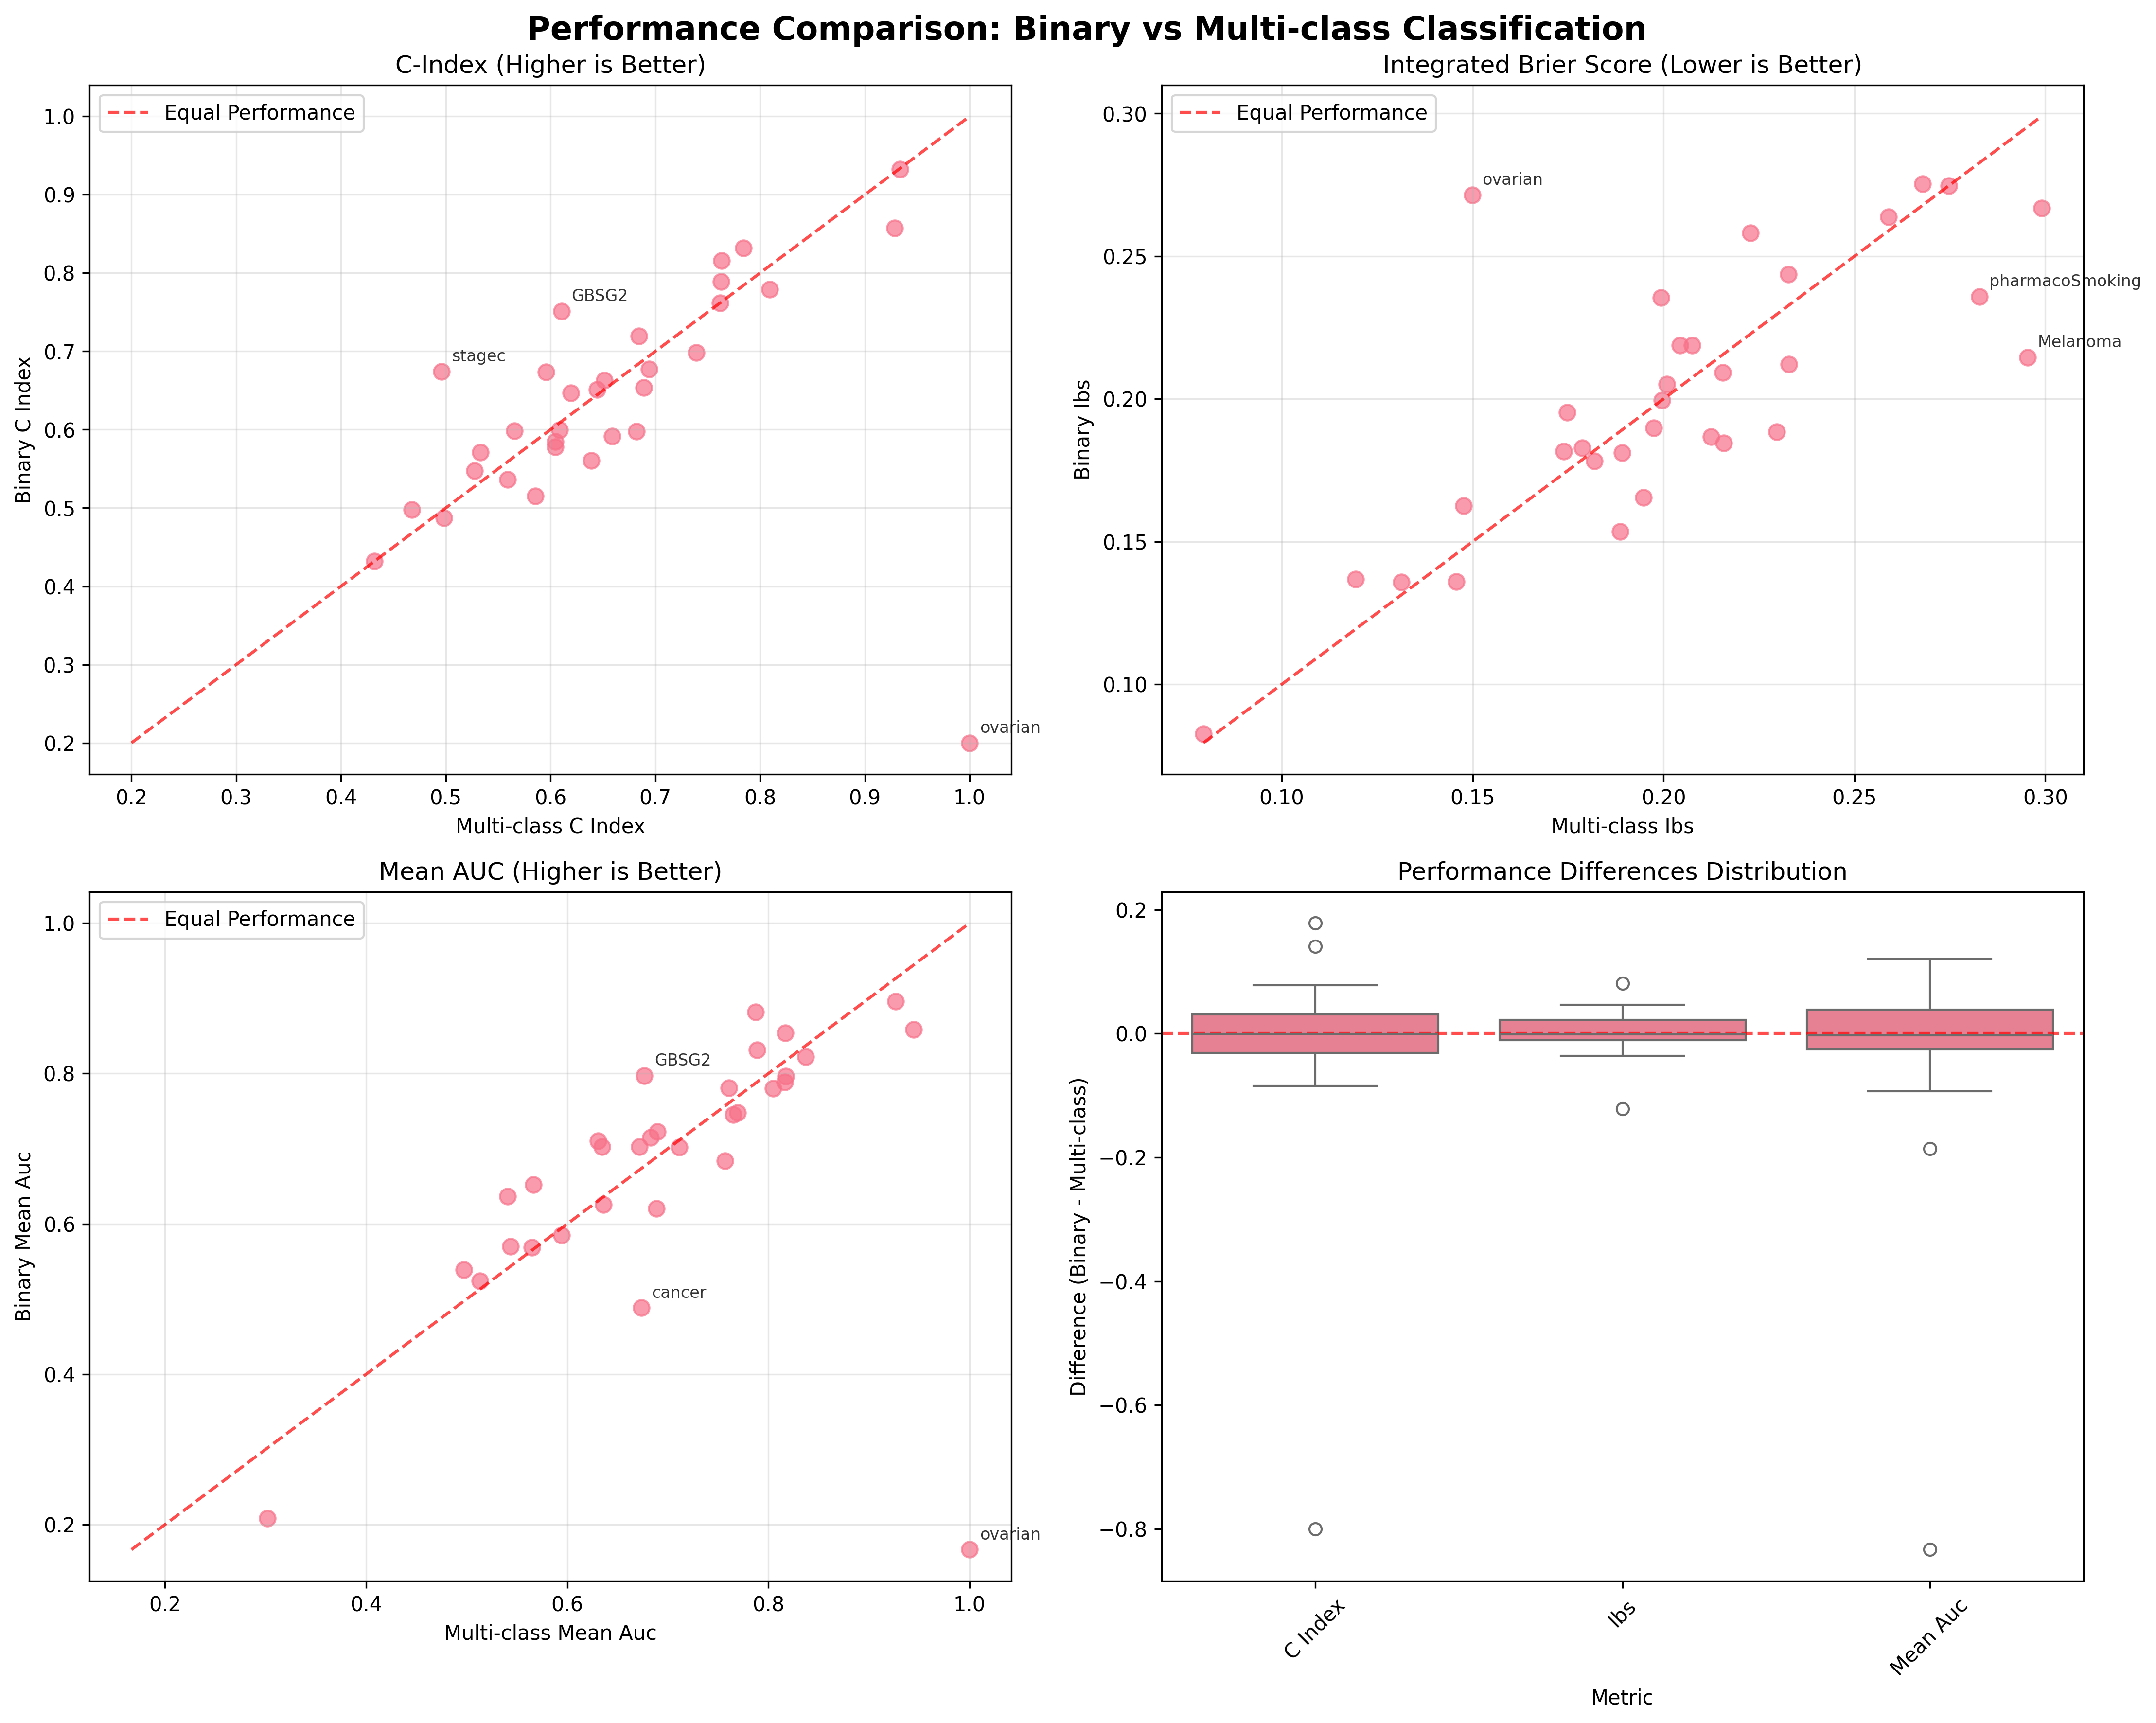 Performance Comparison: Binary vs Multi-class Classification
C-Index (Higher is Better)
Equal Performance
1.0
0.9
0.8
0.7
0.6
0.5
0.4
0.3
0.2
Binary C Index
GBSG2
stagec
ovarian
0.2 0.3 0.4 0.5 0.6 0.7 0.8 0.9 1.0
Multi-class C Index
Integrated Brier Score (Lower is Better)
Equal Performance
0.30
0.25
0.20
0.15
0.10
Binary Ibs
ovarian
pharmacoSmoking
Melanoma
0.10 0.15 0.20 0.25 0.30
Multi-class Ibs
Mean AUC (Higher is Better)
Equal Performance
1.0
0.8
0.6
0.4
0.2
Binary Mean Auc
GBSG2
cancer
ovarian
0.2 0.4 0.6 0.8 1.0
Multi-class Mean Auc
Performance Differences Distribution
0.2
0.0
−0.2
−0.4
−0.6
−0.8
Difference (Binary - Multi-class)
C Index
Ibs
Mean Auc
Metric